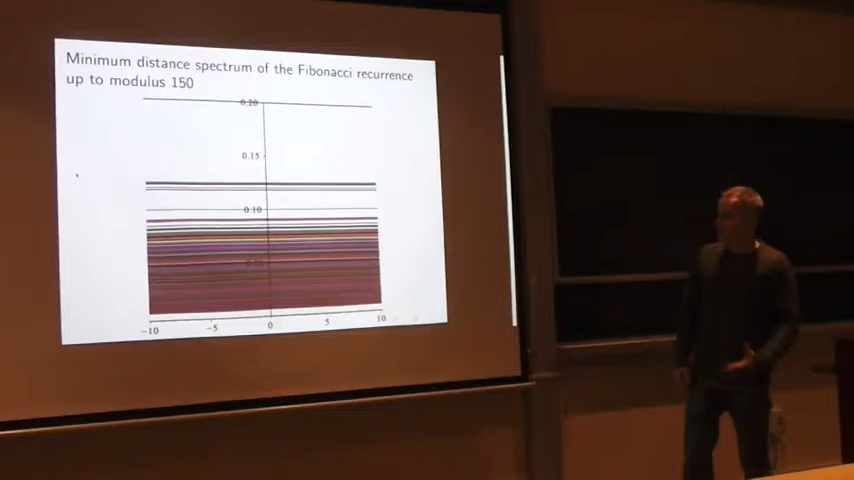 Minimum distance spectrum of the Fibonacci recurrence
up to modulus 150
0.20
0.15
0.10
-10 -5 0 5 10